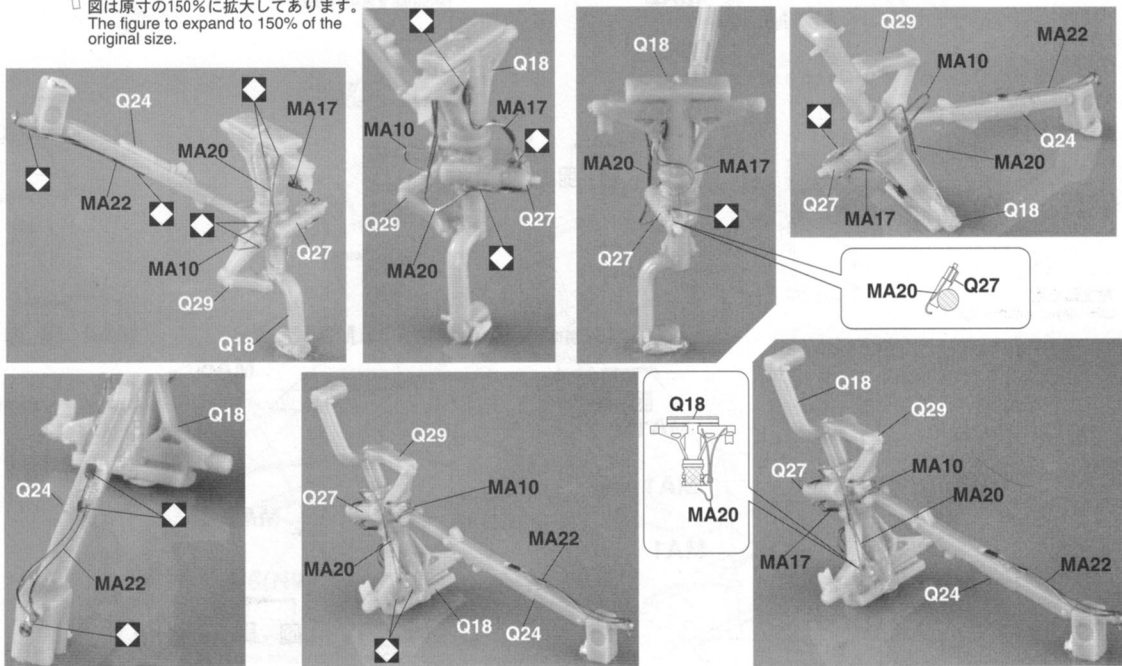 図は原寸の150%に拡大してあります。
The figure to expand to 150% of the
original size.
Q24
MA17
MA20
MA22
MA10
Q27
Q29
Q18
Q18
MA17
MA10
Q29
Q27
MA20
Q18
MA20
MA17
Q27
Q29
MA22
MA10
Q24
MA20
Q27
MA17
Q18
MA20
Q27
Q18
Q24
MA22
Q29
Q27
MA10
MA22
MA20
Q18
Q24
Q18
MA20
Q18
Q29
Q27
MA10
MA20
MA17
MA22
Q24